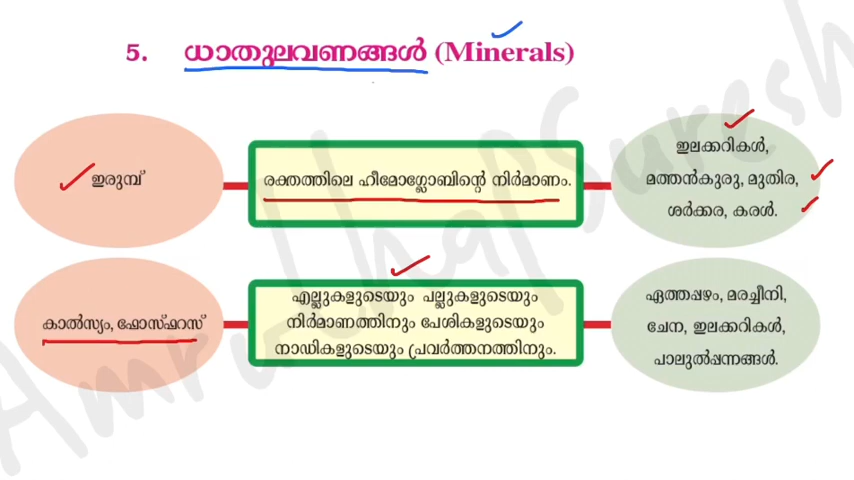 5. ധാതുലവണങ്ങൾ (Minerals)
ഇരുമ്പ്
രക്തത്തിലെ ഹീമോഗ്ലോബിന്റെ നിർമാണം.
ഇലക്കറികൾ,
മത്തൻകുരു, മുതിര,
ശർക്കര, കരൾ.
കാൽസ്യം, ഫോസ്ഫറസ്
എല്ലുകളുടെയും പല്ലുകളുടെയും
നിർമാണത്തിനും പേശികളുടെയും
നാഡികളുടെയും പ്രവർത്തനത്തിനും.
ഏത്തപ്പഴം, മരച്ചീനി,
ചേന, ഇലക്കറികൾ,
പാലുൽപ്പന്നങ്ങൾ.